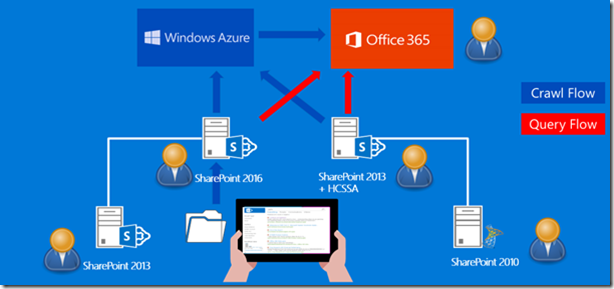 Windows Azure
Office 365
Crawl Flow
Query Flow
SharePoint 2016
SharePoint 2013
+ HCSSA
SharePoint 2013
SharePoint 2010